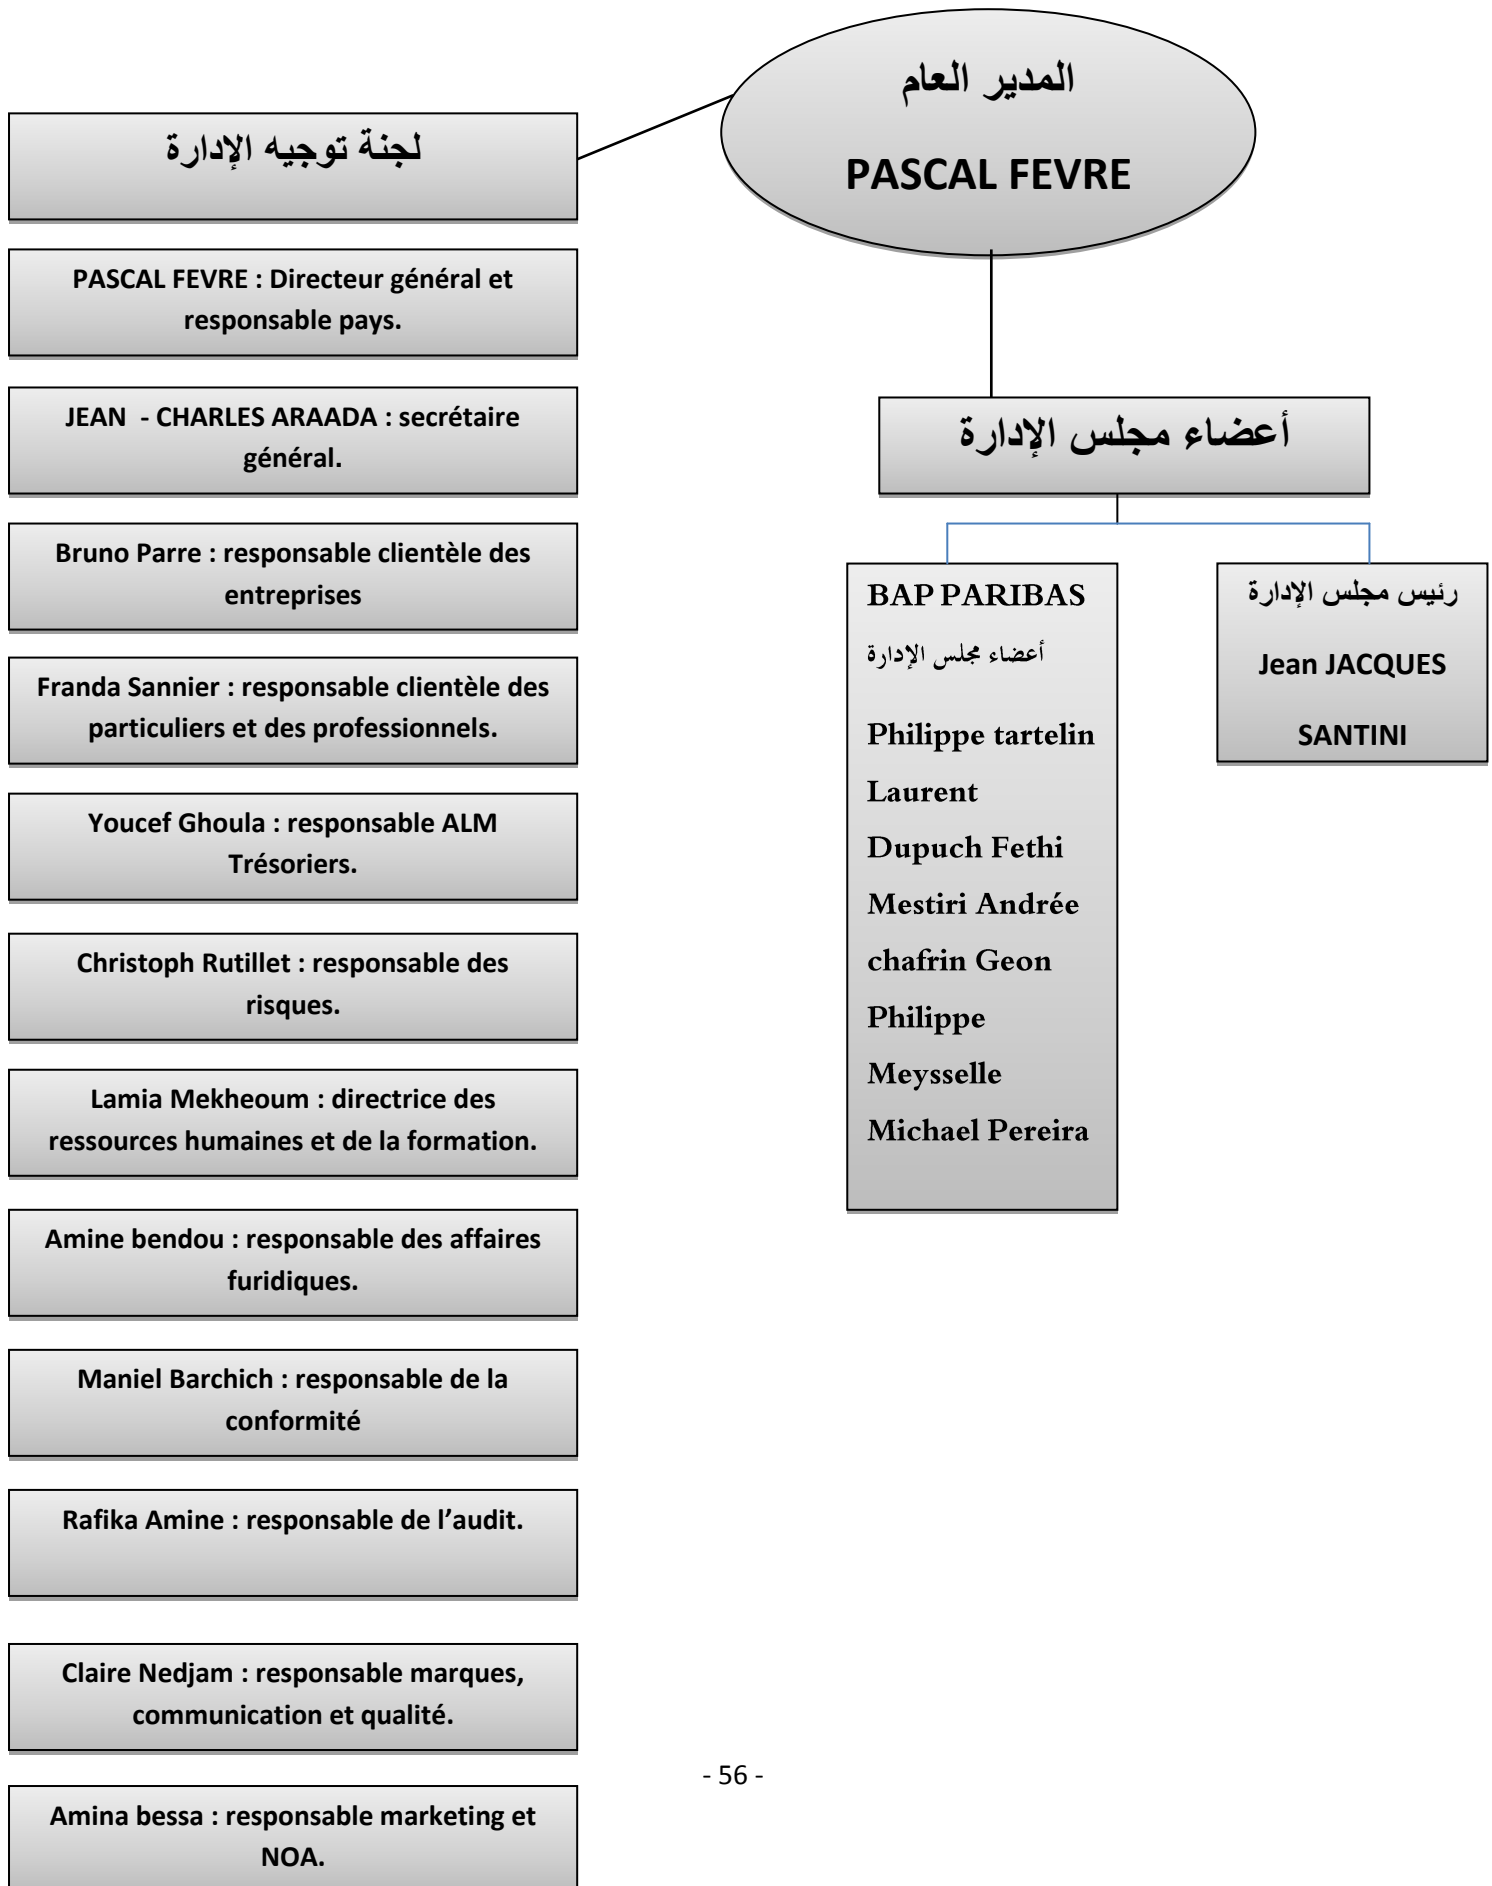 المدير العام
PASCAL FEVRE
لجنة توجيه الإدارة
PASCAL FEVRE : Directeur général et
responsable pays.
JEAN - CHARLES ARAADA : secrétaire
général.
Bruno Parre : responsable clientèle des
entreprises
Franda Sannier : responsable clientèle des
particuliers et des professionnels.
Youcef Ghoula : responsable ALM
Trésoriers.
Christoph Rutillet : responsable des
risques.
Lamia Mekheoum : directrice des
ressources humaines et de la formation.
Amine bendou : responsable des affaires
furidiques.
Maniel Barchich : responsable de la
conformité
Rafika Amine : responsable de l’audit.
Claire Nedjam : responsable marques,
communication et qualité.
Amina bessa : responsable marketing et
NOA.
أعضاء مجلس الإدارة
BAP PARIBAS
أعضاء مجلس الإدارة
Philippe tartelin
Laurent
Dupuch Fethi
Mestiri Andrée
chafrin Geon
Philippe
Meysselle
Michael Pereira
رئيس مجلس الإدارة
Jean JACQUES
SANTINI
- 56 -